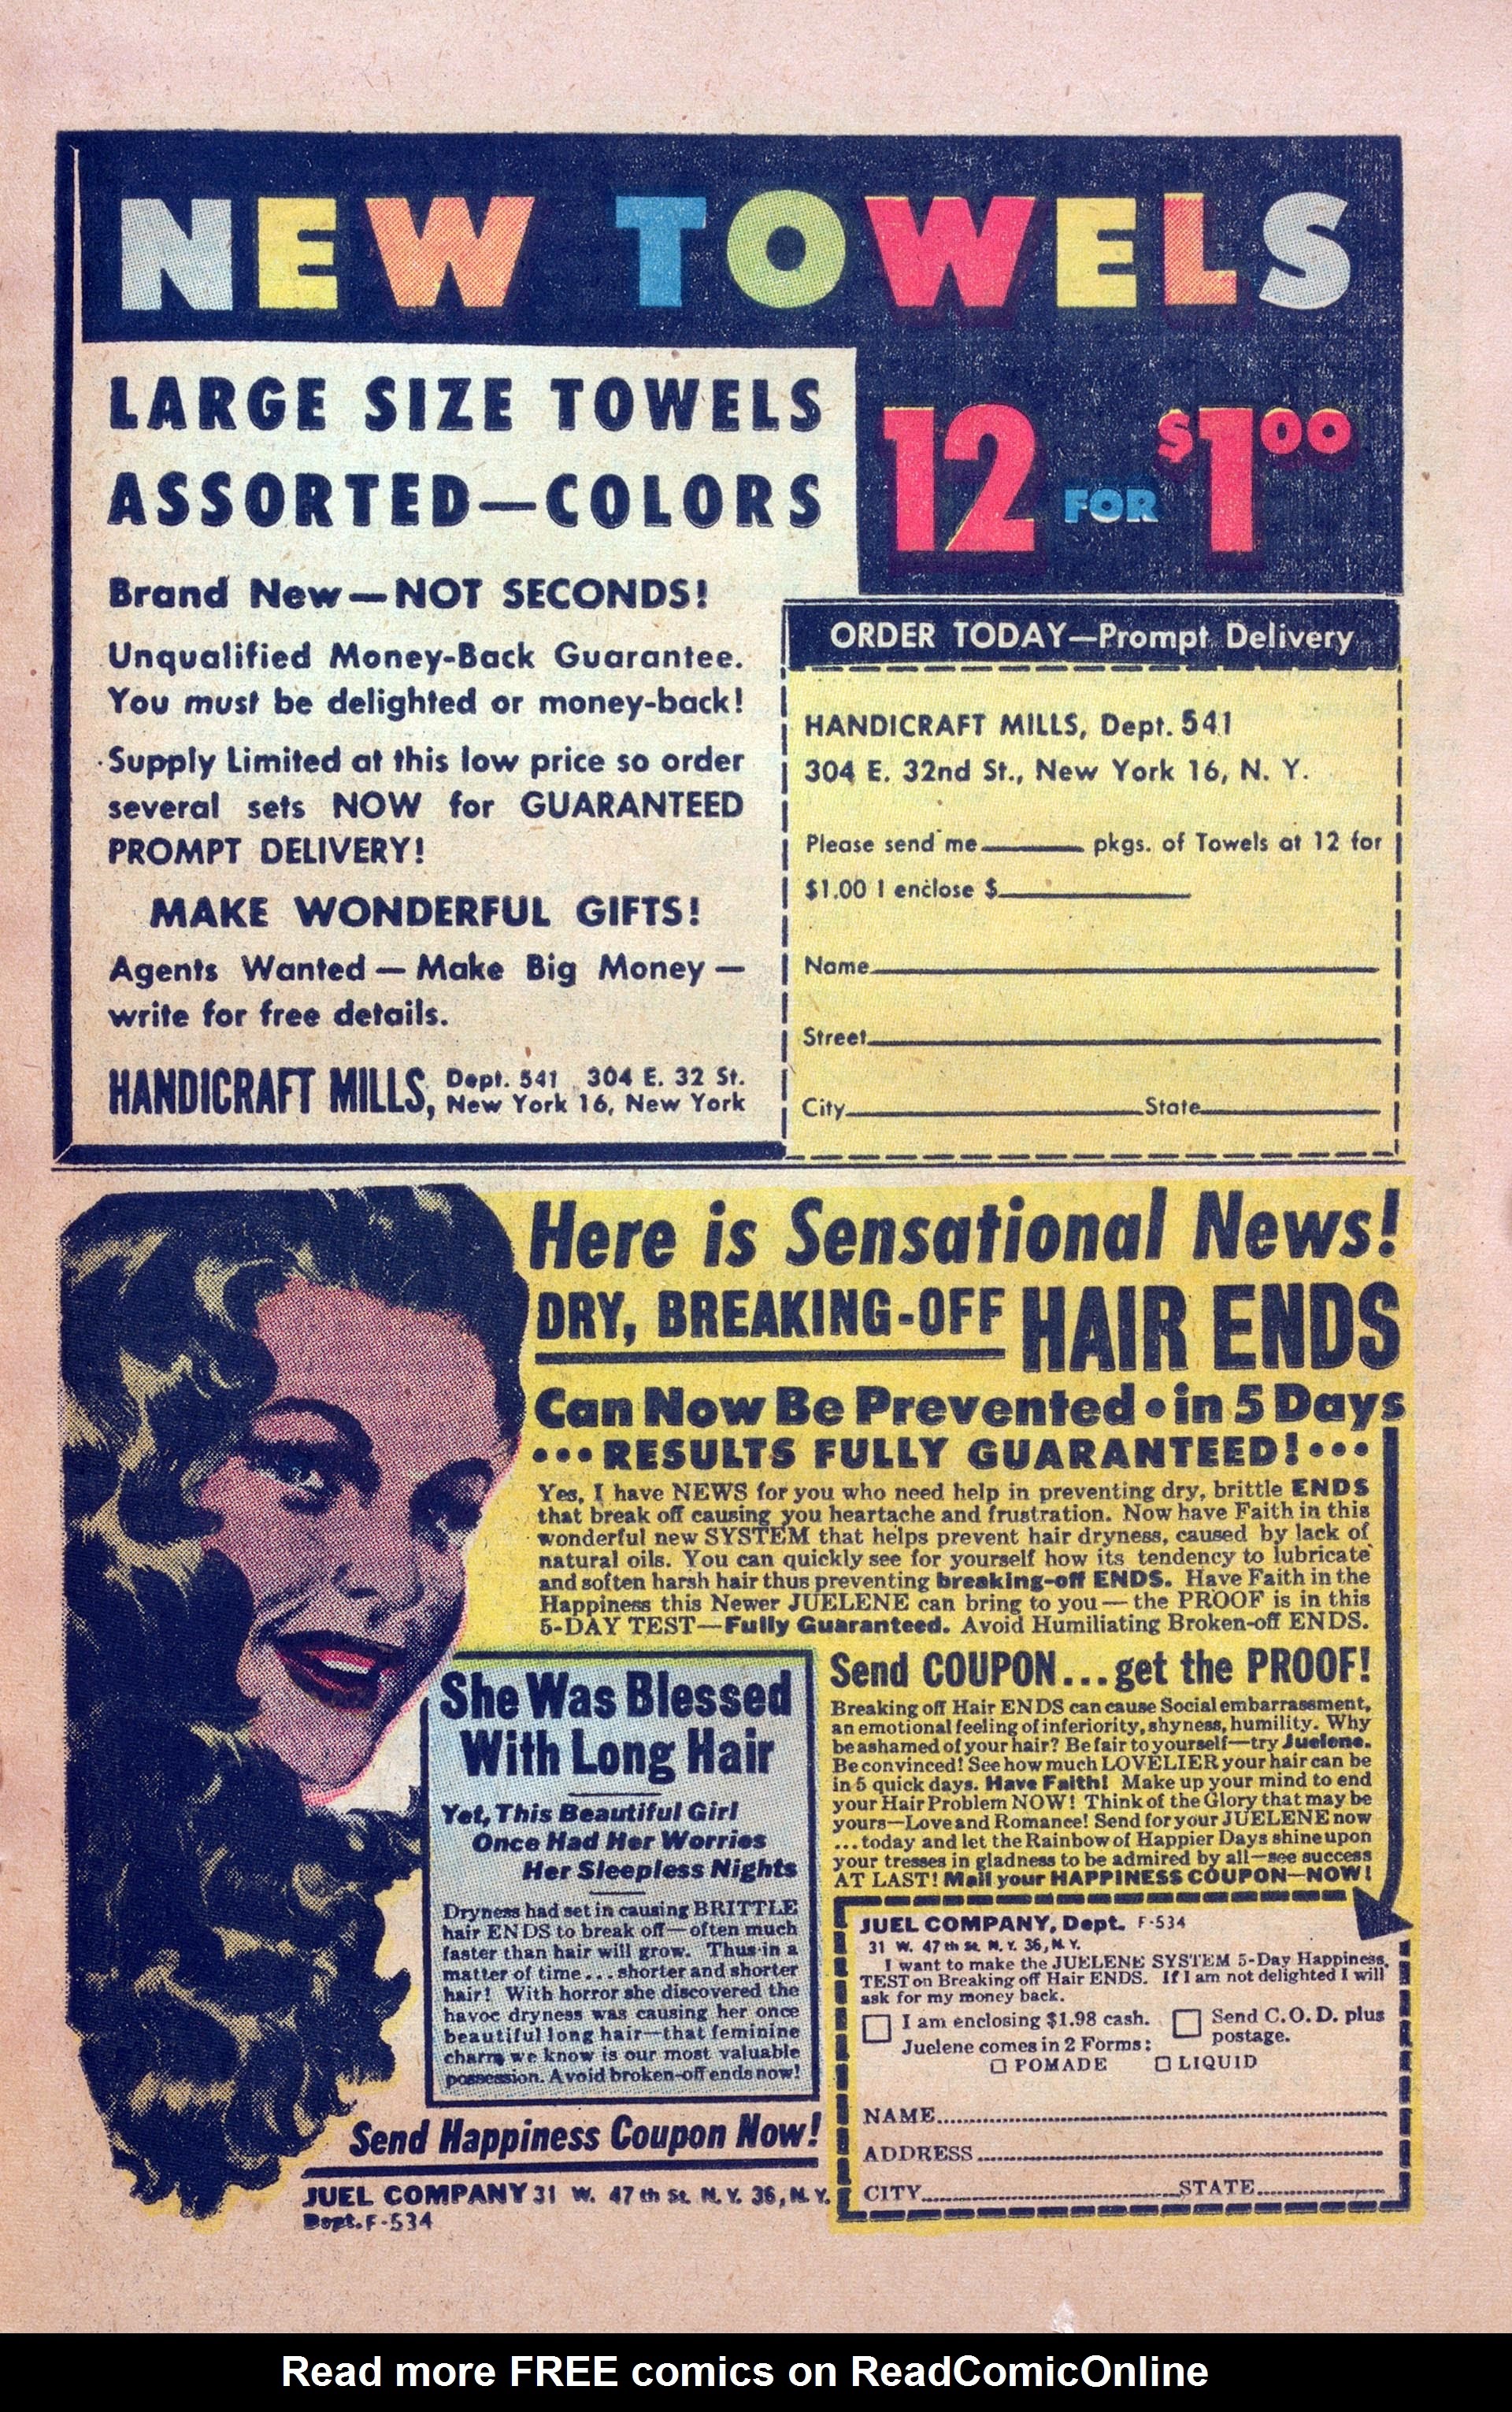 NEW TOWELS
LARGE SIZE TOWELS
ASSORTED—COLORS
12 FOR $1.00
Brand New—NOT SECONDS!
Unqualified Money-Back Guarantee.
You must be delighted or money-back!
Supply Limited at this low price so order
several sets NOW for GUARANTEED
PROMPT DELIVERY!
MAKE WONDERFUL GIFTS!
Agents Wanted — Make Big Money —
write for free details.
HANDICRAFT MILLS, Dept. 541 304 E. 32 St.
New York 16, New York
ORDER TODAY—Prompt Delivery
HANDICRAFT MILLS, Dept. 541
304 E. 32nd St., New York 16, N. Y.
Please send me ______ pkgs. of Towels at 12 for
$1.00 I enclose $______
Name______
Street______
City______State______
Here is Sensational News!
DRY, BREAKING-OFF HAIR ENDS
Can Now Be Prevented • in 5 Days
•••RESULTS FULLY GUARANTEED!•••
Yes, I have NEWS for you who need help in preventing dry, brittle ENDS
that break off causing you heartache and frustration. Now have Faith in this
wonderful new SYSTEM that helps prevent hair dryness, caused by lack of
natural oils. You can quickly see for yourself how its tendency to lubricate
and soften harsh hair thus preventing breaking-off ENDS. Have Faith in the
Happiness this Newer JUELENE can bring to you — the PROOF is in this
5-DAY TEST—Fully Guaranteed. Avoid Humiliating Broken-off ENDS.
She Was Blessed
With Long Hair
Yet, This Beautiful Girl
Once Had Her Worries
Her Sleepless Nights
Dryness had set in causing BRITTLE
hair ENDS to break off—often much
faster than hair will grow. Thus in a
matter of time...shorter and shorter
hair! With horror she discovered the
havoc dryness was causing her once
beautiful long hair—that feminine
charm we know is our most valuable
possession. Avoid broken-off ends now!
Send Happiness Coupon Now!
JUEL COMPANY 31 W. 47th St. N.Y. 36, N.Y.
Dept. F-534
Send COUPON...get the PROOF!
Breaking off Hair ENDS can cause Social embarrassment,
an emotional feeling of inferiority, shyness, humility. Why
be ashamed of your hair? Be fair to yourself—try Juelene.
Be convinced! See how much LOVELIER your hair can be
in 5 quick days. Have Faith! Make up your mind to end
your Hair Problem NOW! Think of the Glory that may be
yours—Love and Romance! Send for your JUELENE now
...today and let the Rainbow of Happier Days shine upon
your tresses in gladness to be admired by all—see success
AT LAST! Mail your HAPPINESS COUPON—NOW!
JUEL COMPANY, Dept. F-534
31 W. 47th St. N.Y. 36, N.Y.
I want to make the JUELENE SYSTEM 5-Day Happiness
TEST on Breaking off Hair ENDS. If I am not delighted I will
ask for my money back.
☐ I am enclosing $1.98 cash. ☐ Send C.O.D. plus
postage.
Juelene comes in 2 Forms:
☐ POMADE ☐ LIQUID
NAME......
ADDRESS......
CITY......STATE......
Read more FREE comics on ReadComicOnline